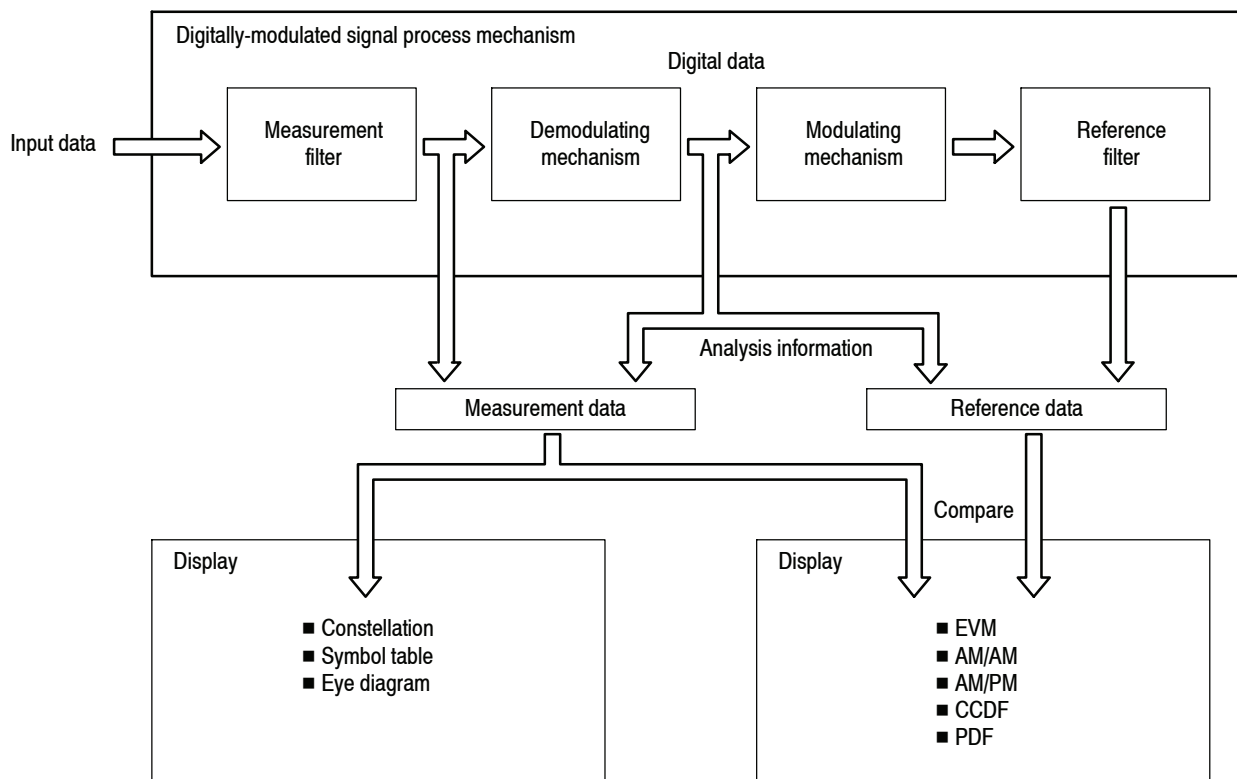 Digitally-modulated signal process mechanism
Digital data
Input data
Measurement
filter
Demodulating
mechanism
Modulating
mechanism
Reference
filter
Analysis information
Measurement data
Reference data
Compare
Display
■ Constellation
■ Symbol table
■ Eye diagram
Display
■ EVM
■ AM/AM
■ AM/PM
■ CCDF
■ PDF